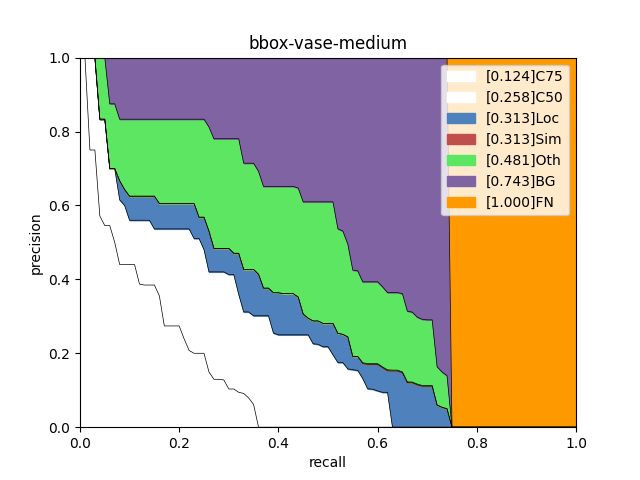 bbox-vase-medium
1.0
0.8
0.6
0.4
0.2
0.0
precision
[0.124]C75
[0.258]C50
[0.313]Loc
[0.313]Sim
[0.481]Oth
[0.743]BG
[1.000]FN
0.0 0.2 0.4 0.6 0.8 1.0
recall